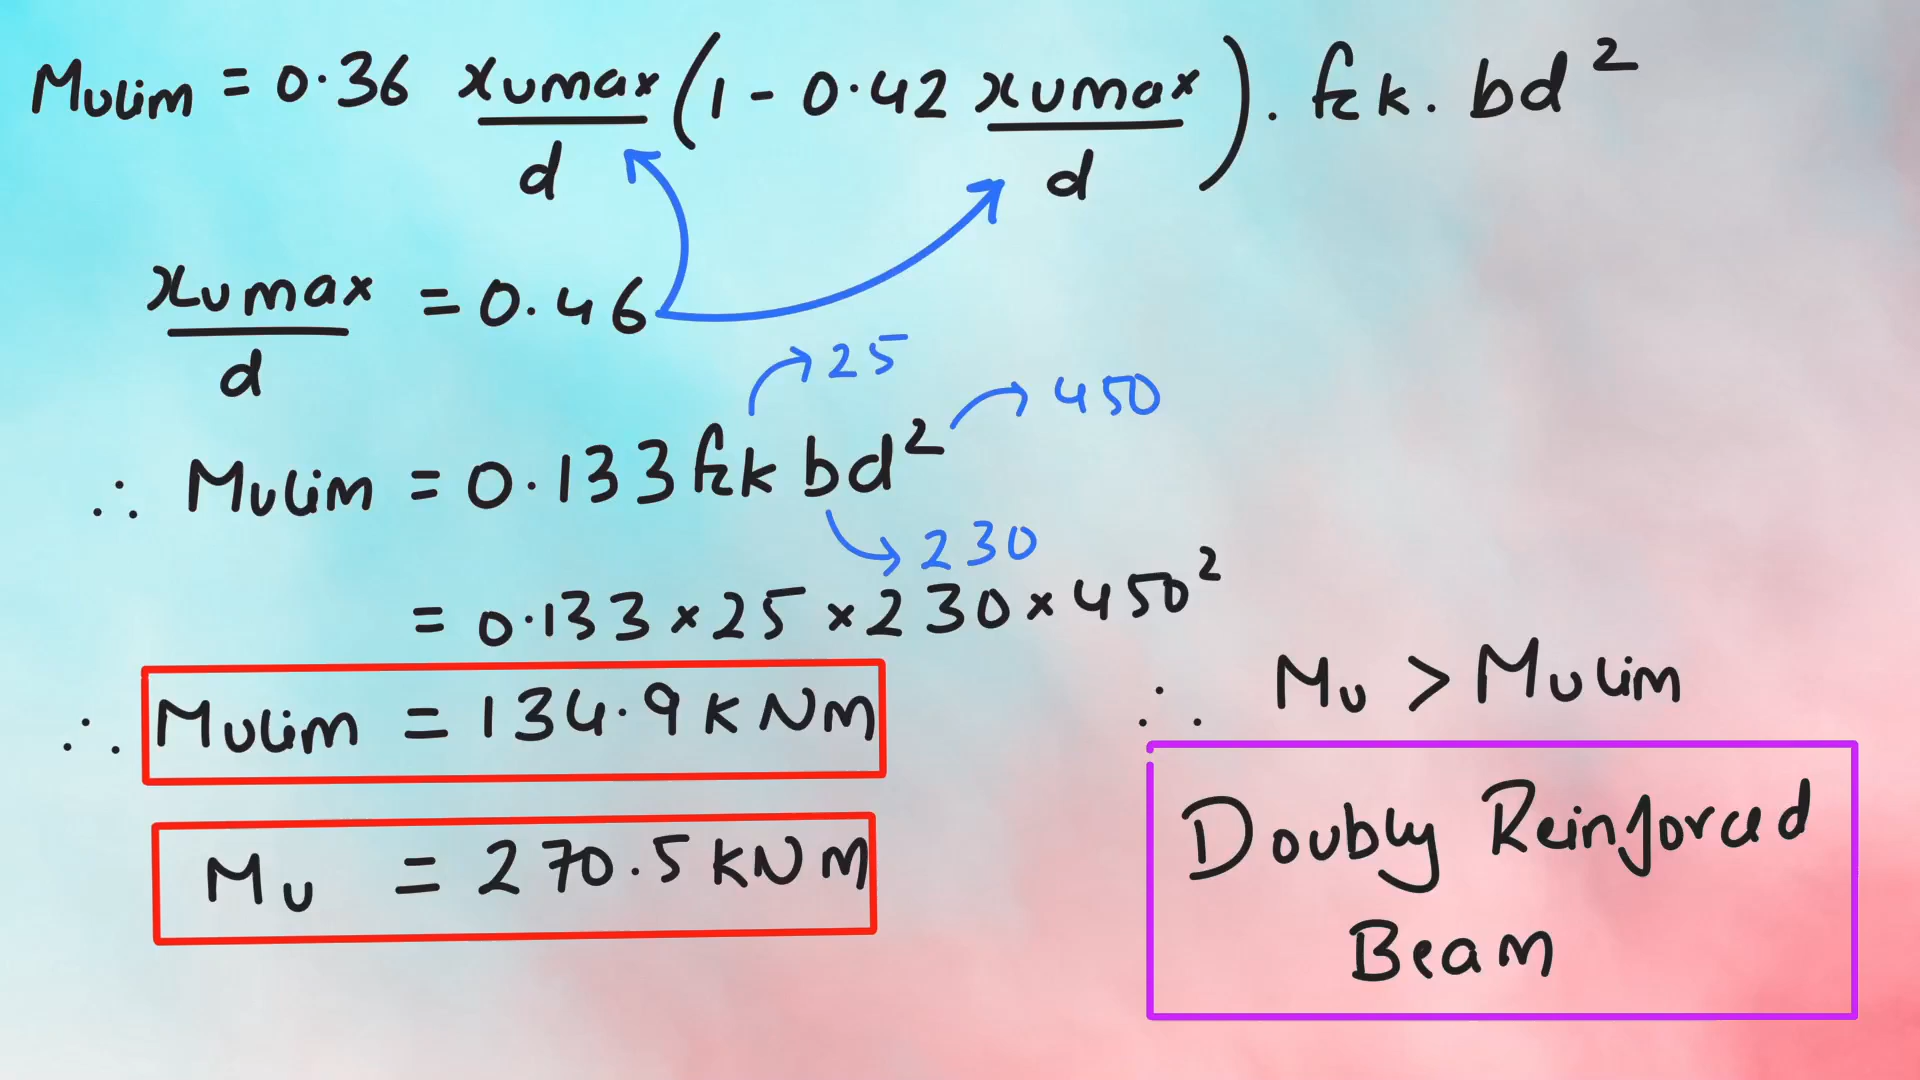 Mulim = 0.36 xumax/d (1 - 0.42 xumax/d) . fck . bd²
xumax/d = 0.46
25
450
∴ Mulim = 0.133 fck bd²
230
= 0.133 × 25 × 230 × 450²
∴ Mulim = 134.9 kNm
Mu = 270.5 kNm
∴ Mu > Mulim
Doubly Reinforced
Beam